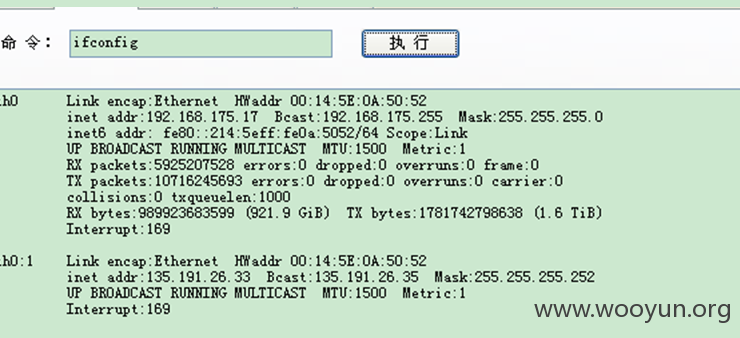 命 令： ifconfig 执 行
.h0 Link encap:Ethernet HWaddr 00:14:5E:0A:50:52
inet addr:192.168.175.17 Bcast:192.168.175.255 Mask:255.255.255.0
inet6 addr: fe80::214:5eff:fe0a:5052/64 Scope:Link
UP BROADCAST RUNNING MULTICAST MTU:1500 Metric:1
RX packets:5925207528 errors:0 dropped:0 overruns:0 frame:0
TX packets:10716245693 errors:0 dropped:0 overruns:0 carrier:0
collisions:0 txqueuelen:1000
RX bytes:989923683599 (921.9 GiB) TX bytes:1781742798638 (1.6 TiB)
Interrupt:169
.h0:1 Link encap:Ethernet HWaddr 00:14:5E:0A:50:52
inet addr:135.191.26.33 Bcast:135.191.26.35 Mask:255.255.255.252
UP BROADCAST RUNNING MULTICAST MTU:1500 Metric:1
Interrupt:169
www.wooyun.org